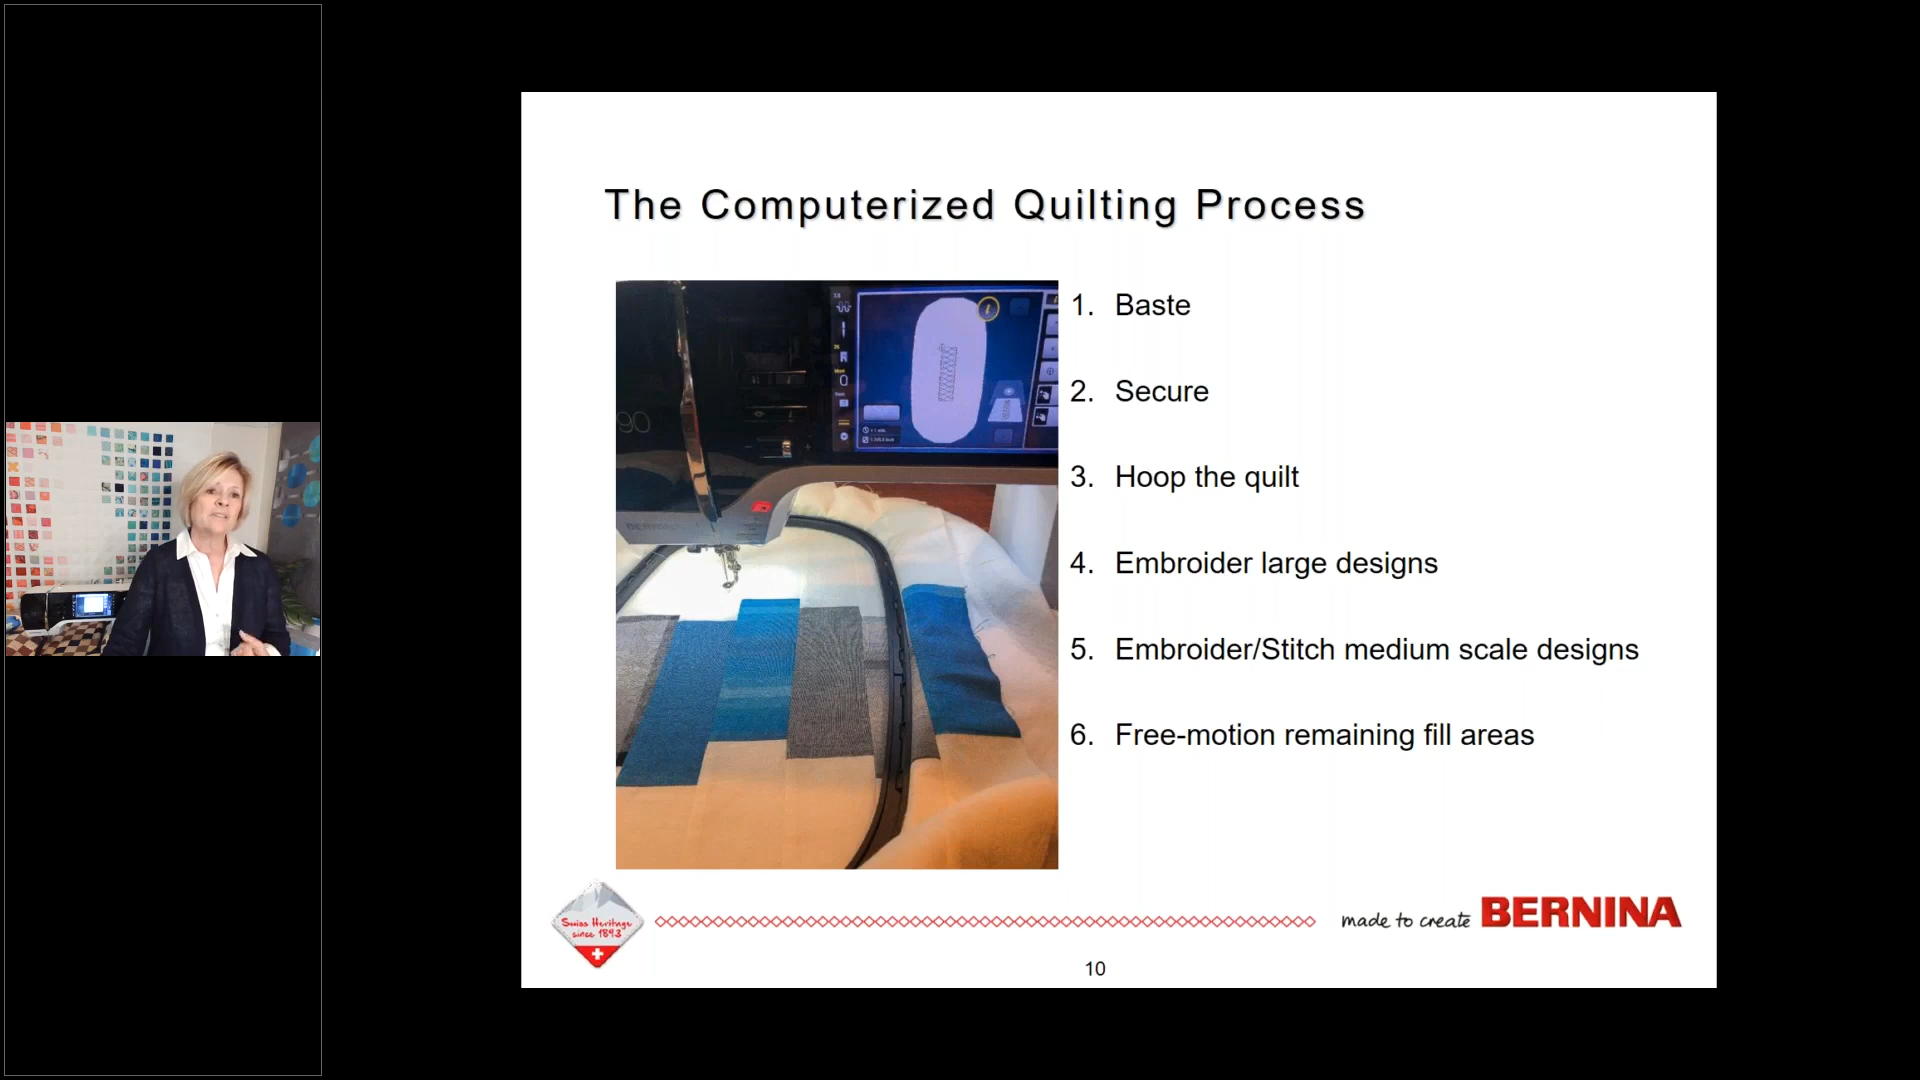 The Computerized Quilting Process
90
1. Baste
2. Secure
3. Hoop the quilt
4. Embroider large designs
5. Embroider/Stitch medium scale designs
6. Free-motion remaining fill areas
Swiss Heritage
since 1893
made to create BERNINA
10